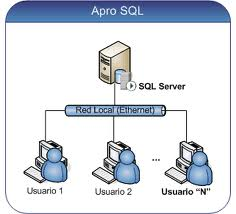 Apro SQL
SQL Server
Red Local (Ethernet)
...
Usuario 1
Usuario 2
Usuario "N"